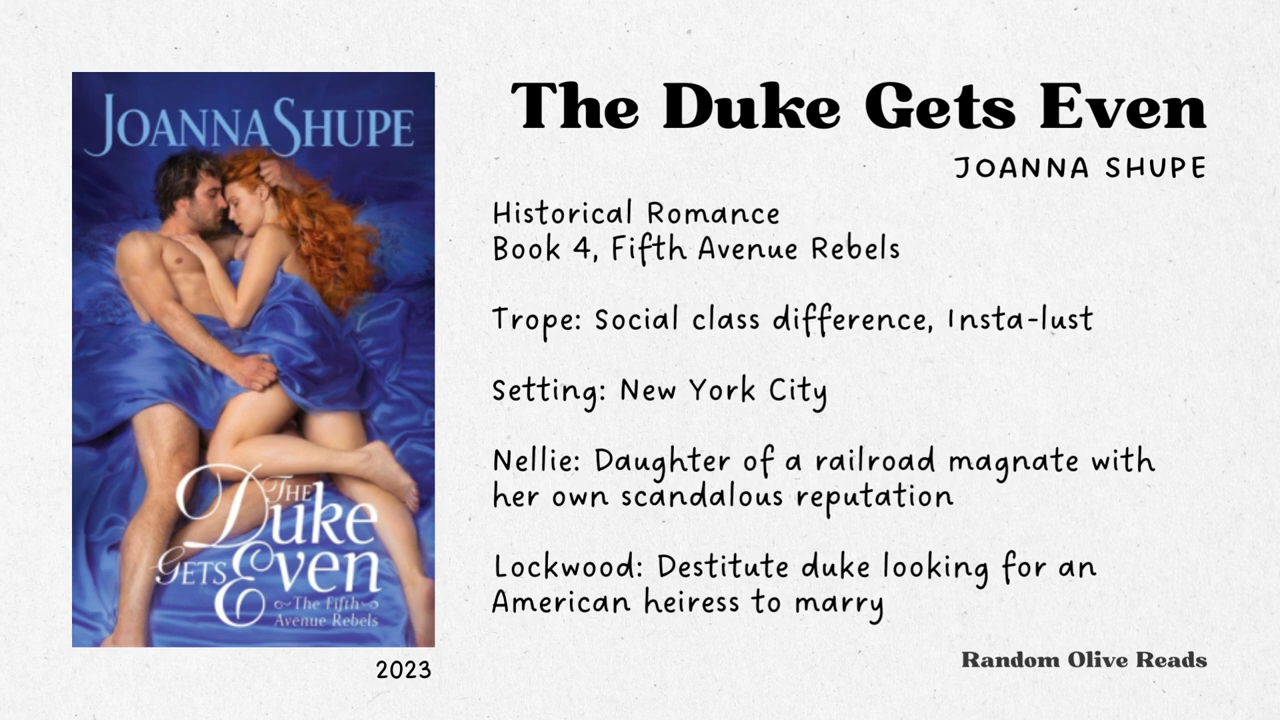 JOANNA SHUPE
THE
Duke
GETS Even
The Fifth
Avenue Rebels
2023
The Duke Gets Even
JOANNA SHUPE
Historical Romance
Book 4, Fifth Avenue Rebels
Trope: Social class difference, Insta-lust
Setting: New York City
Nellie: Daughter of a railroad magnate with
her own scandalous reputation
Lockwood: Destitute duke looking for an
American heiress to marry
Random Olive Reads